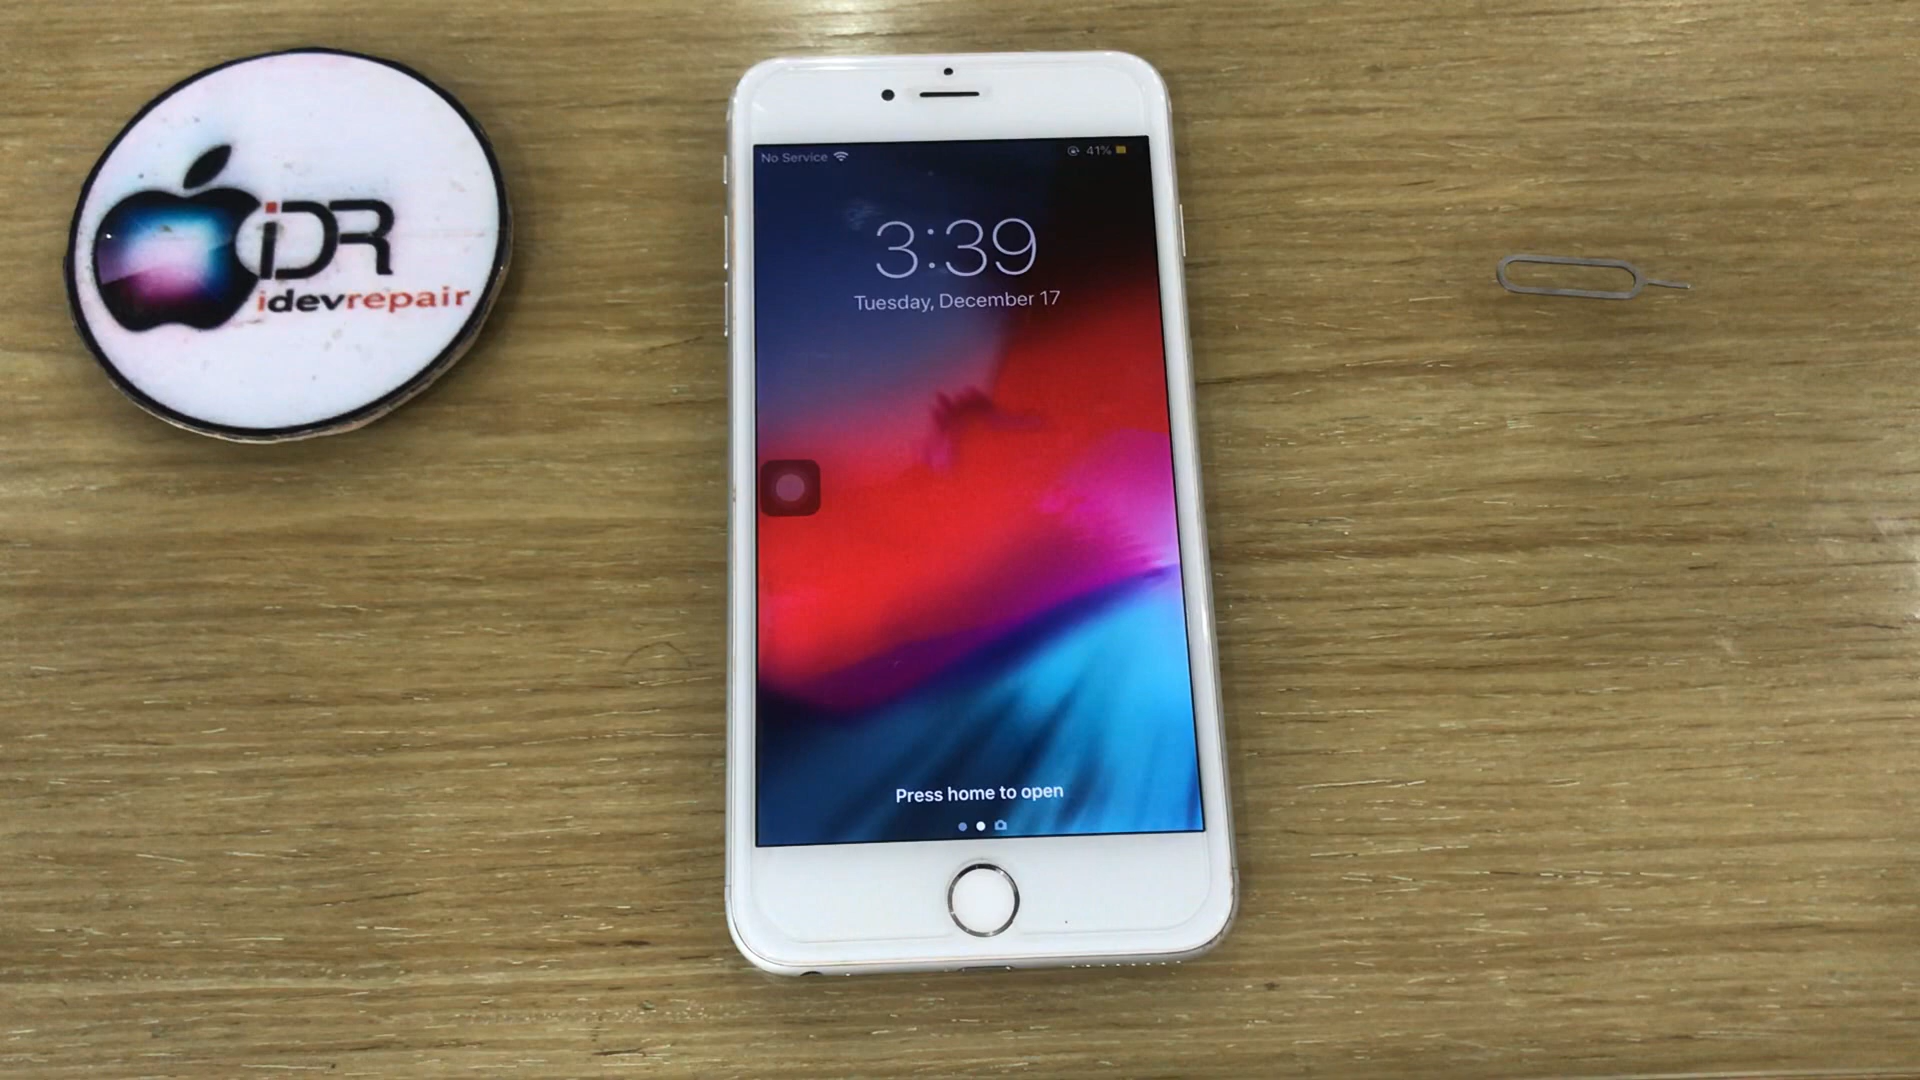 iDR
idevrepair
No Service
41%
3:39
Tuesday, December 17
Press home to open